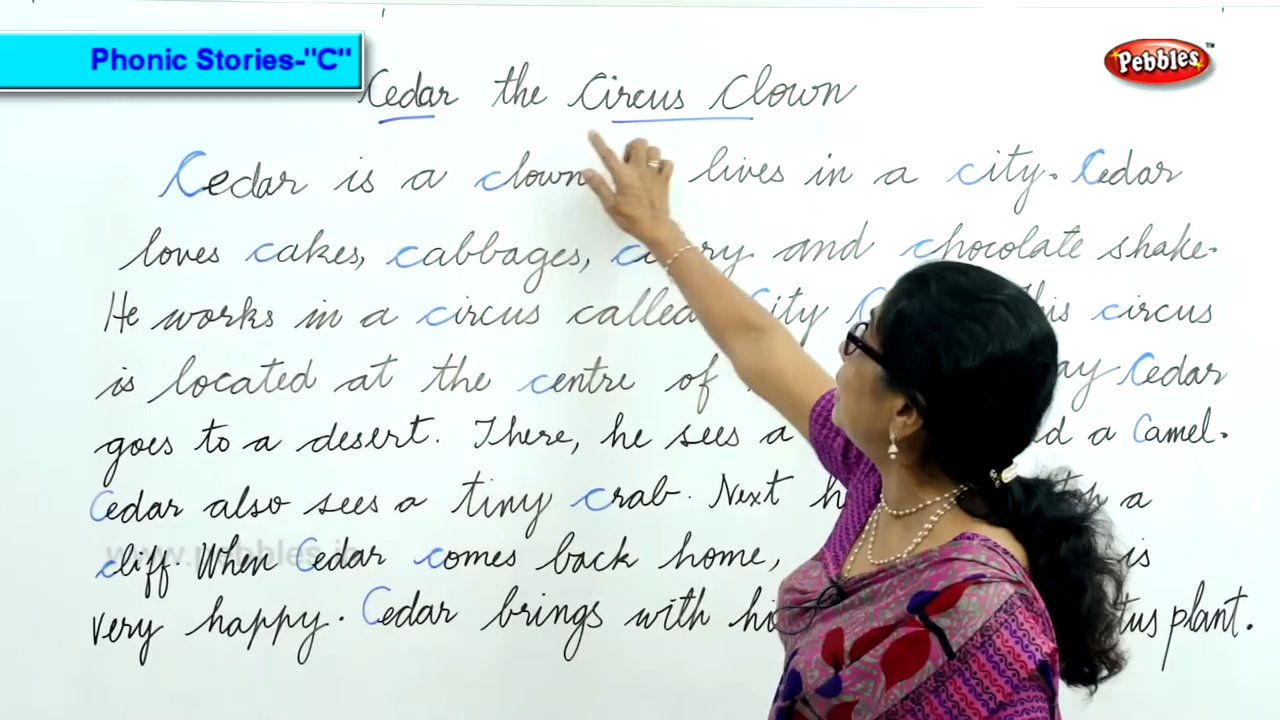 Phonic Stories-"C"
Pebbles™
Cedar the Circus Clown
Cedar is a clown lives in a city. Cedar
loves cakes, cabbages, and chocolate shake.
He works in a circus called City circus
is located at the centre of Cedar
goes to a desert. There, he sees a a Camel.
Cedar also sees a tiny crab. Next a
cliff. When Cedar comes back home, is
very happy. Cedar brings with plant.